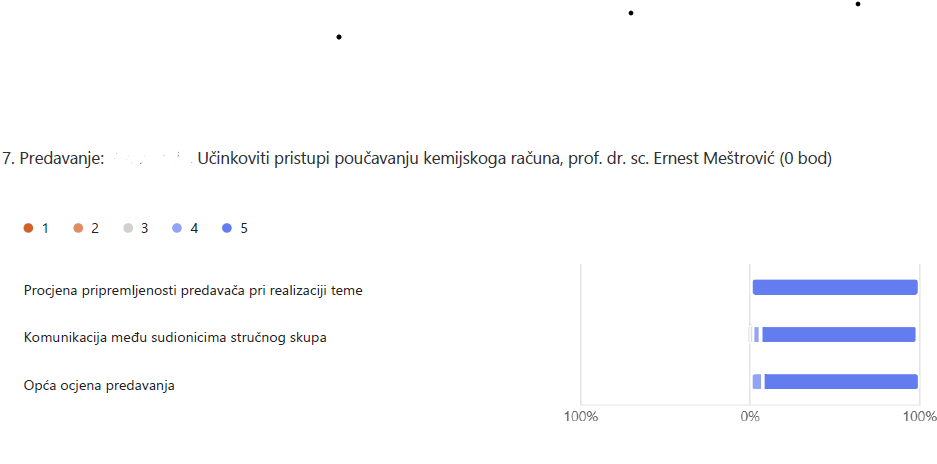 7. Predavanje: Učinkoviti pristupi poučavanju kemijskoga računa, prof. dr. sc. Ernest Meštrović (0 bod)
1 2 3 4 5
Procjena pripremljenosti predavača pri realizaciji teme
Komunikacija među sudionicima stručnog skupa
Opća ocjena predavanja
100% 0% 100%